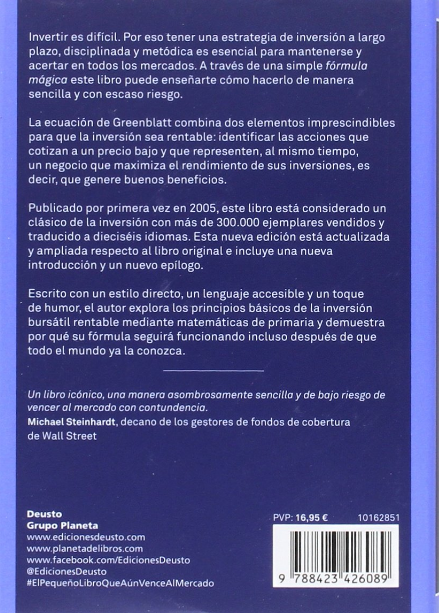 Invertir es difícil. Por eso tener una estrategia de inversión a largo
plazo, disciplinada y metódica es esencial para mantenerse y
acertar en todos los mercados. A través de una simple fórmula
mágica este libro puede enseñarte cómo hacerlo de manera
sencilla y con escaso riesgo.
La ecuación de Greenblatt combina dos elementos imprescindibles
para que la inversión sea rentable: identificar las acciones que
cotizan a un precio bajo y que representen, al mismo tiempo,
un negocio que maximiza el rendimiento de sus inversiones, es
decir, que genere buenos beneficios.
Publicado por primera vez en 2005, este libro está considerado un
clásico de la inversión con más de 300.000 ejemplares vendidos y
traducido a dieciséis idiomas. Esta nueva edición está actualizada
y ampliada respecto al libro original e incluye una nueva
introducción y un nuevo epílogo.
Escrito con un estilo directo, un lenguaje accesible y un toque
de humor, el autor explora los principios básicos de la inversión
bursátil rentable mediante matemáticas de primaria y demuestra
por qué su fórmula seguirá funcionando incluso después de que
todo el mundo ya la conozca.
Un libro icónico, una manera asombrosamente sencilla y de bajo riesgo de
vencer al mercado con contundencia.
Michael Steinhardt, decano de los gestores de fondos de cobertura
de Wall Street
Deusto
Grupo Planeta
www.edicionesdeusto.com
www.planetadelibros.com
www.facebook.com/EdicionesDeusto
@EdicionesDeusto
#ElPequeñoLibroQueAúnVenceAlMercado
PVP: 16,95 € 10162851
9 788423 426089